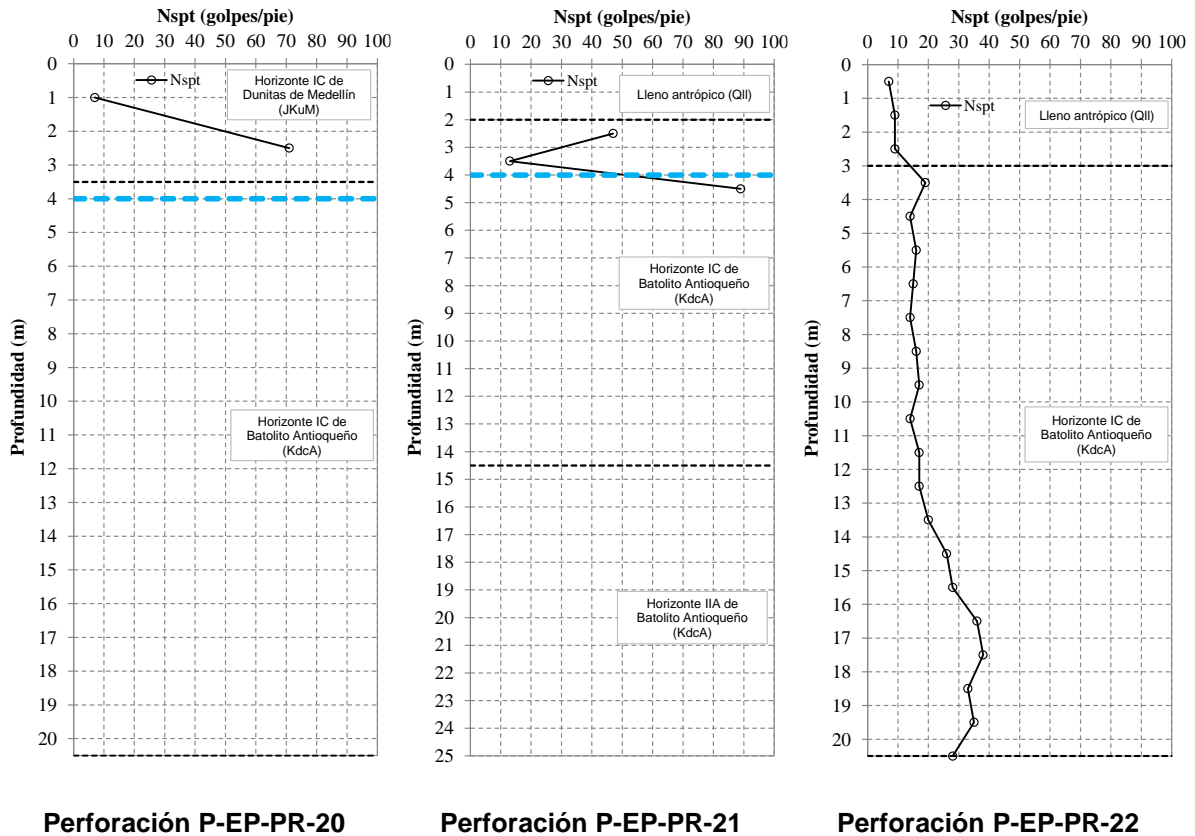 Nspt (golpes/pie)
0 10 20 30 40 50 60 70 80 90 100
Profundidad (m)
0
1
2
3
4
5
6
7
8
9
10
11
12
13
14
15
16
17
18
19
20
Nspt
Horizonte IC de
Dunitas de Medellín
(JKuM)
Horizonte IC de
Batolito Antioqueño
(KdcA)
Perforación P-EP-PR-20
Nspt (golpes/pie)
0 10 20 30 40 50 60 70 80 90 100
Profundidad (m)
0
1
2
3
4
5
6
7
8
9
10
11
12
13
14
15
16
17
18
19
20
21
22
23
24
25
Nspt
Lleno antrópico (Qll)
Horizonte IC de
Batolito Antioqueño
(KdcA)
Horizonte IIA de
Batolito Antioqueño
(KdcA)
Perforación P-EP-PR-21
Nspt (golpes/pie)
0 10 20 30 40 50 60 70 80 90 100
Profundidad (m)
0
1
2
3
4
5
6
7
8
9
10
11
12
13
14
15
16
17
18
19
20
Nspt
Lleno antrópico (Qll)
Horizonte IC de
Batolito Antioqueño
(KdcA)
Perforación P-EP-PR-22